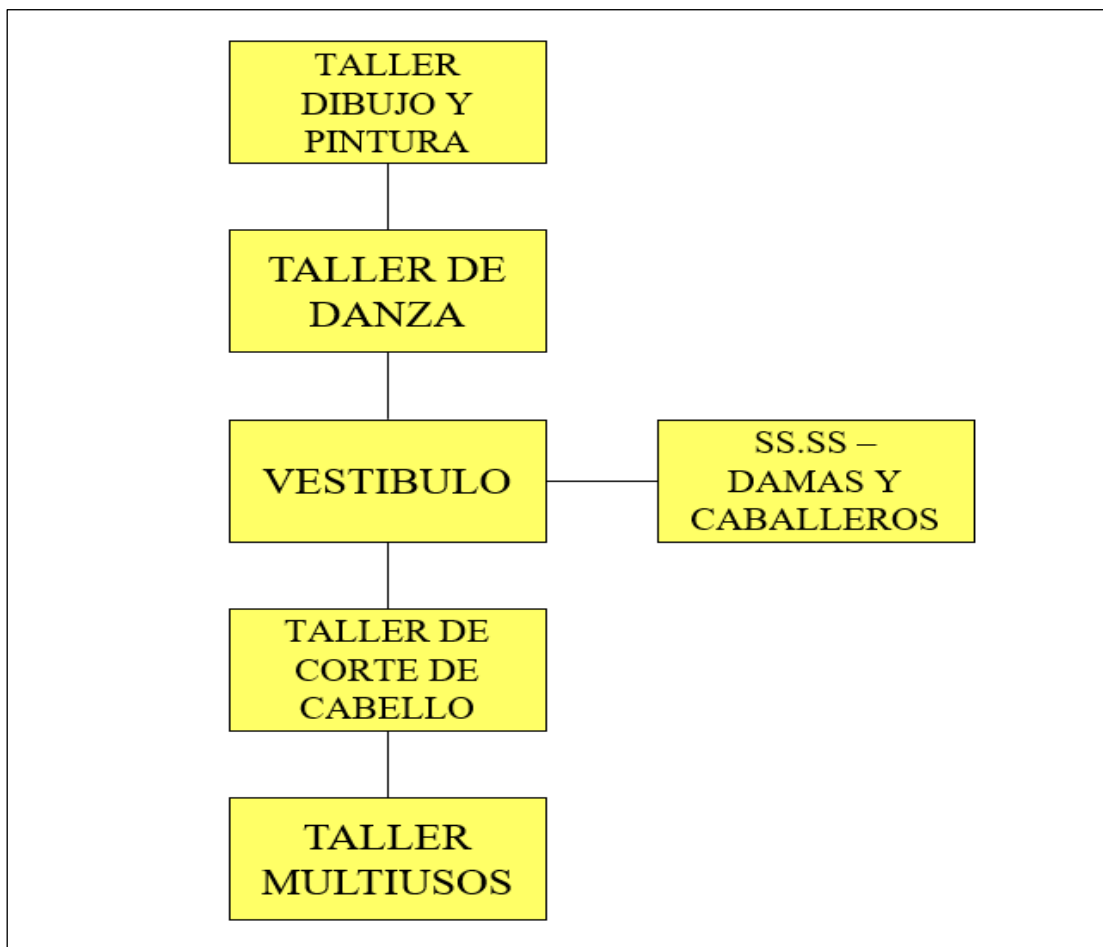 TALLER
DIBUJO Y
PINTURA
TALLER DE
DANZA
VESTIBULO
SS.SS –
DAMAS Y
CABALLEROS
TALLER DE
CORTE DE
CABELLO
TALLER
MULTIUSOS